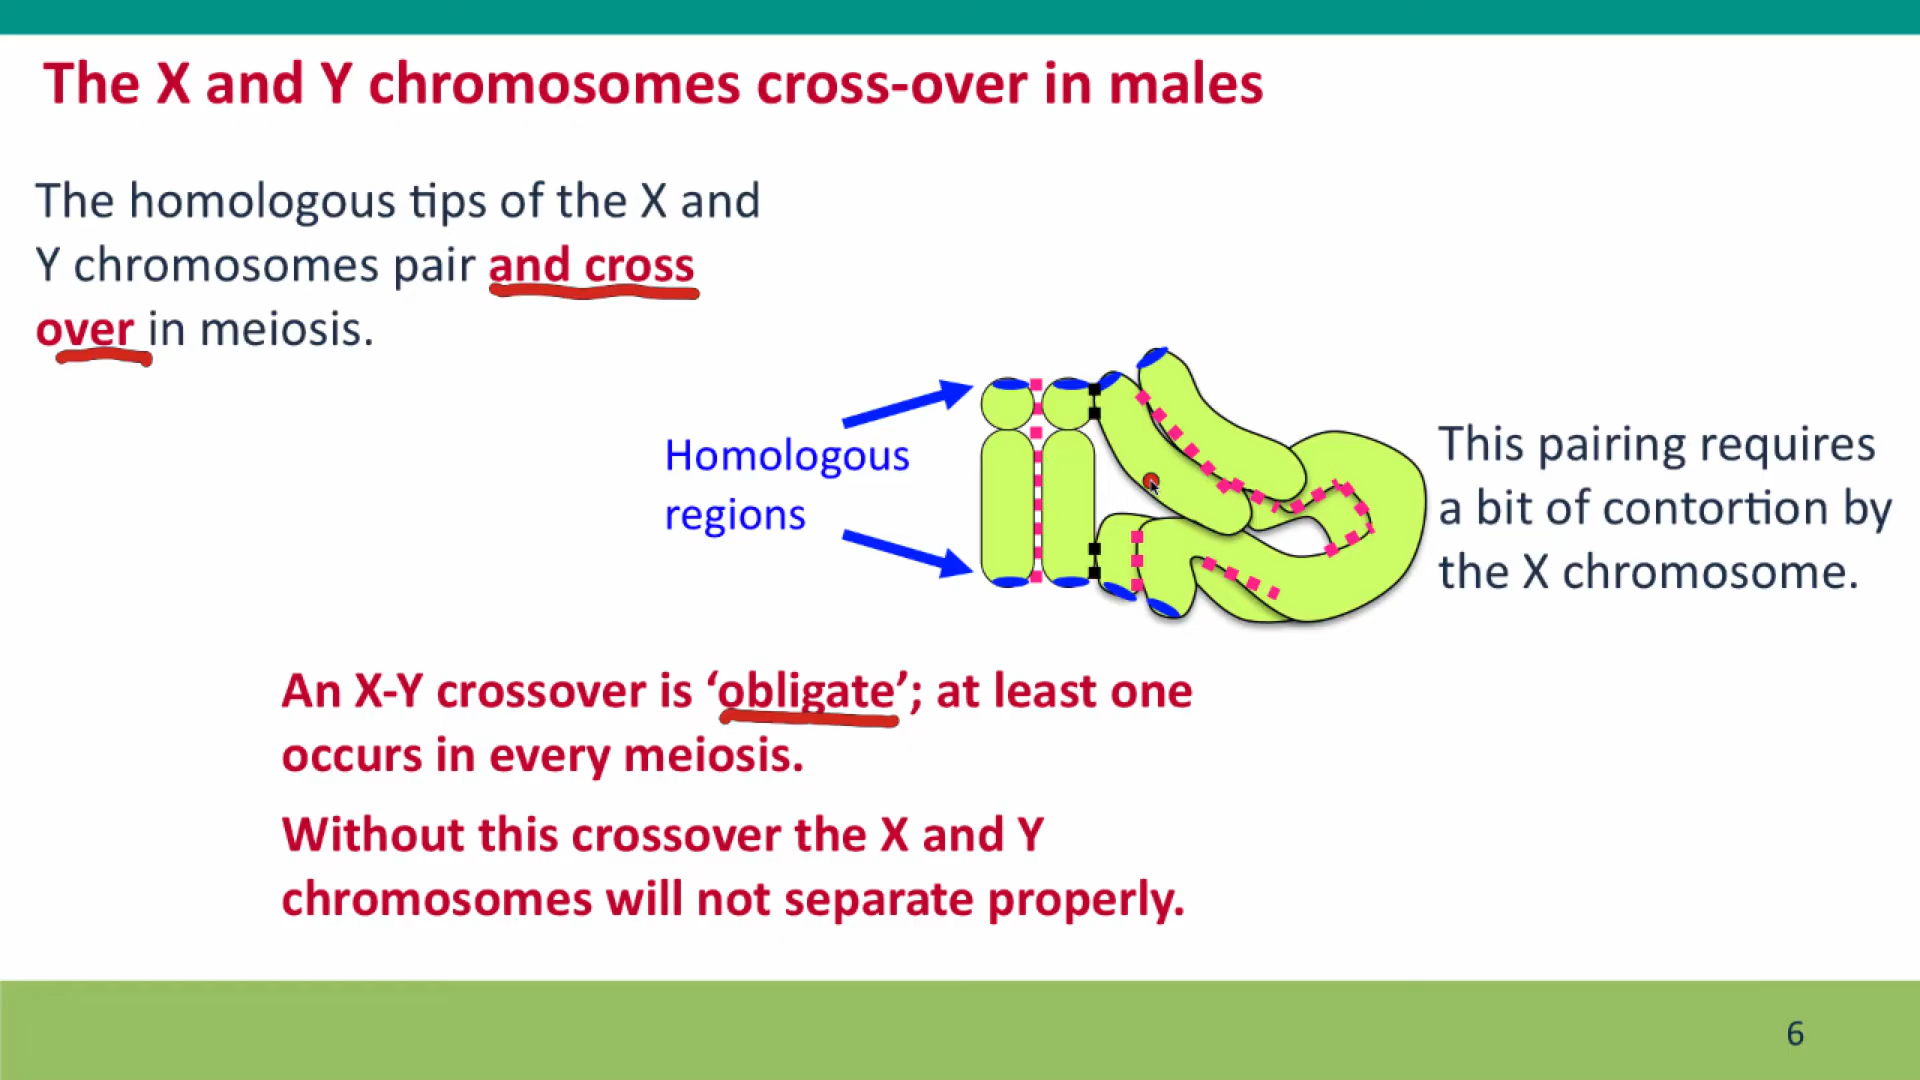 The X and Y chromosomes cross-over in males
The homologous tips of the X and
Y chromosomes pair and cross
over in meiosis.
Homologous
regions
This pairing requires
a bit of contortion by
the X chromosome.
An X-Y crossover is ‘obligate’; at least one
occurs in every meiosis.
Without this crossover the X and Y
chromosomes will not separate properly.
6